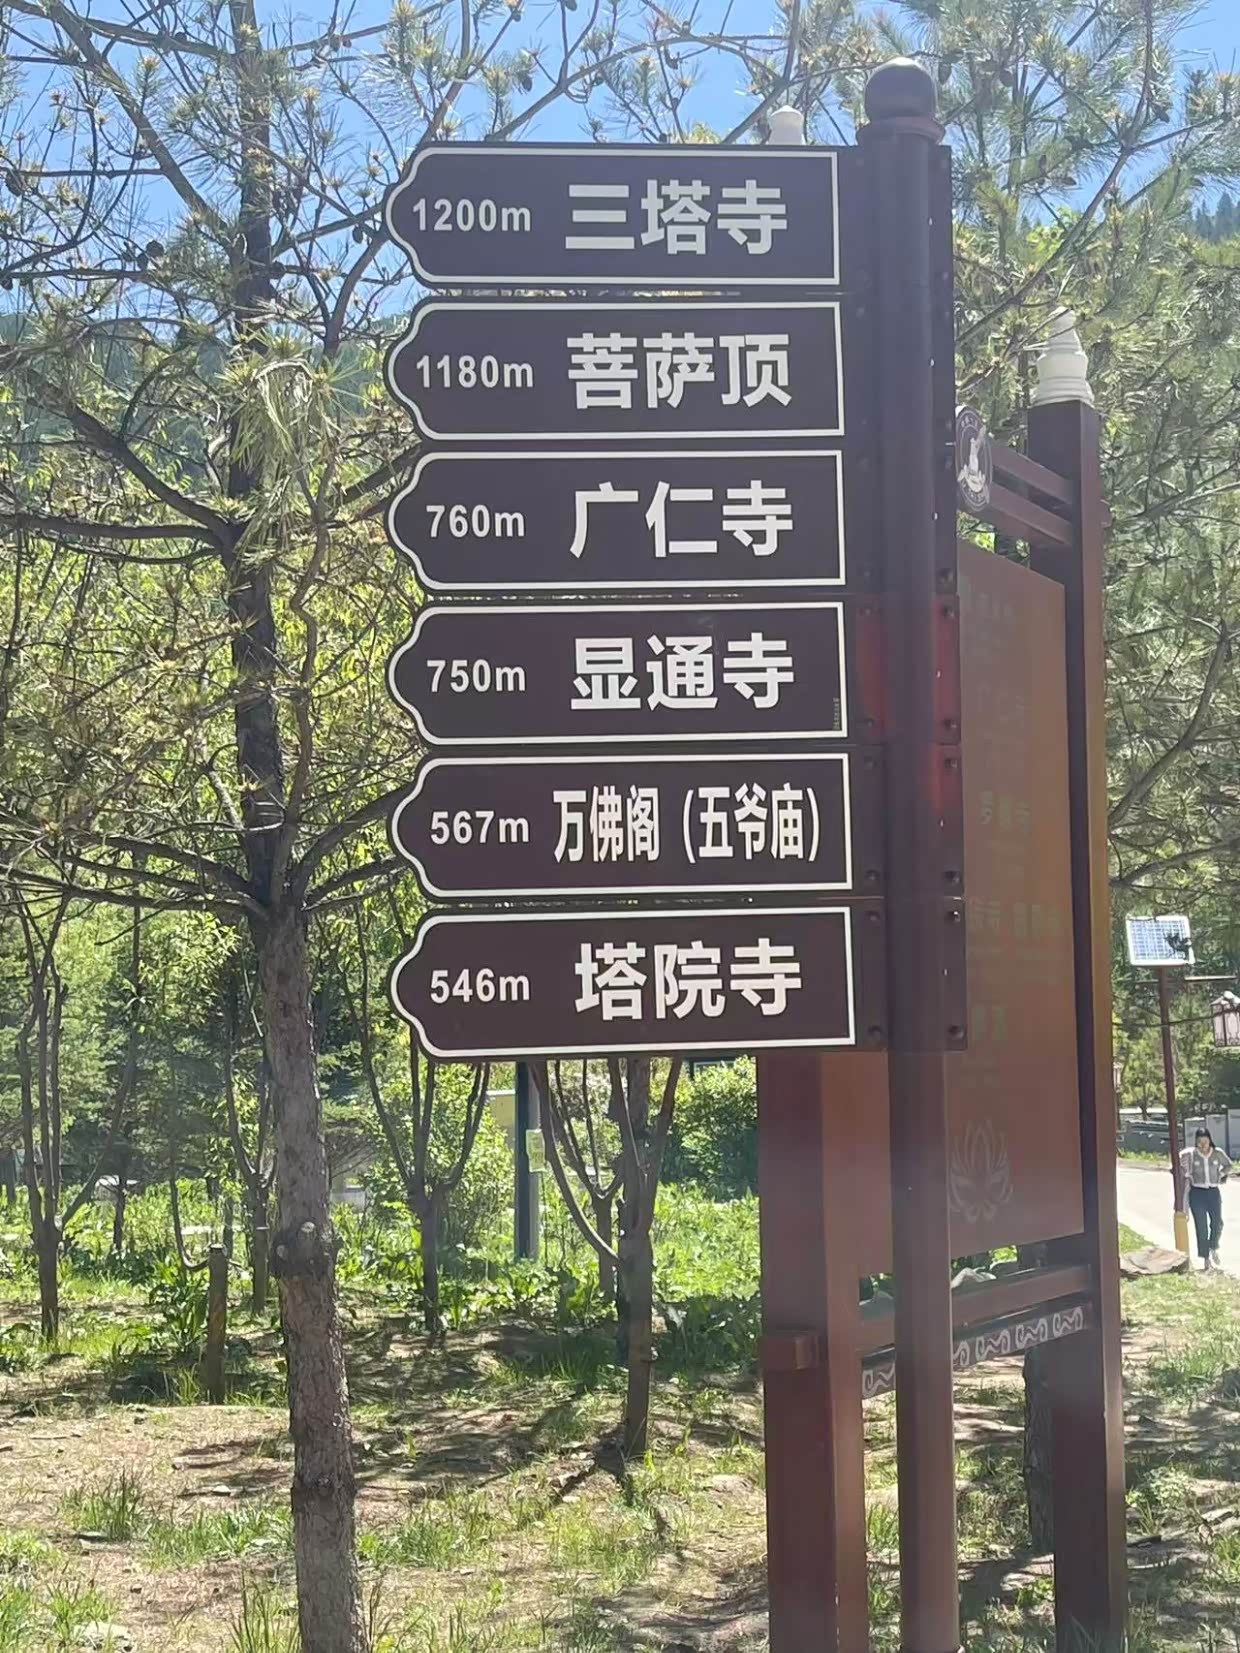 1200m 三塔寺
1180m 菩萨顶
760m 广仁寺
750m 显通寺
567m 万佛阁（五爷庙）
546m 塔院寺